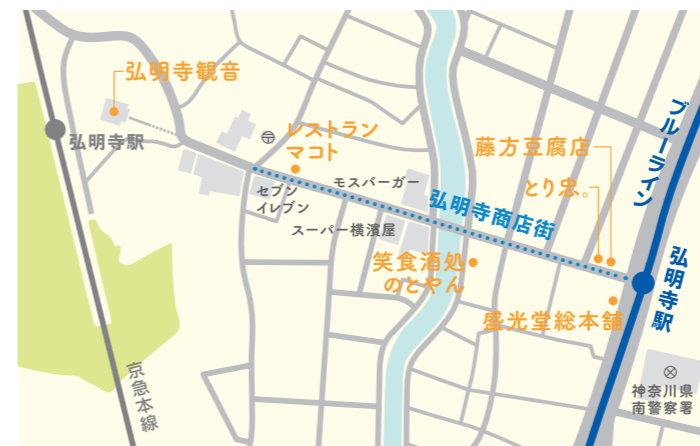 弘明寺観音
弘明寺駅
レストラン
マコト
セブン
イレブン
モスバーガー
スーパー横濱屋
弘明寺商店街
藤方豆腐店
とり忠。
ブルーライン
弘明寺駅
笑食酒処
のとやん
盛光堂総本舗
京急本線
神奈川県
南警察署